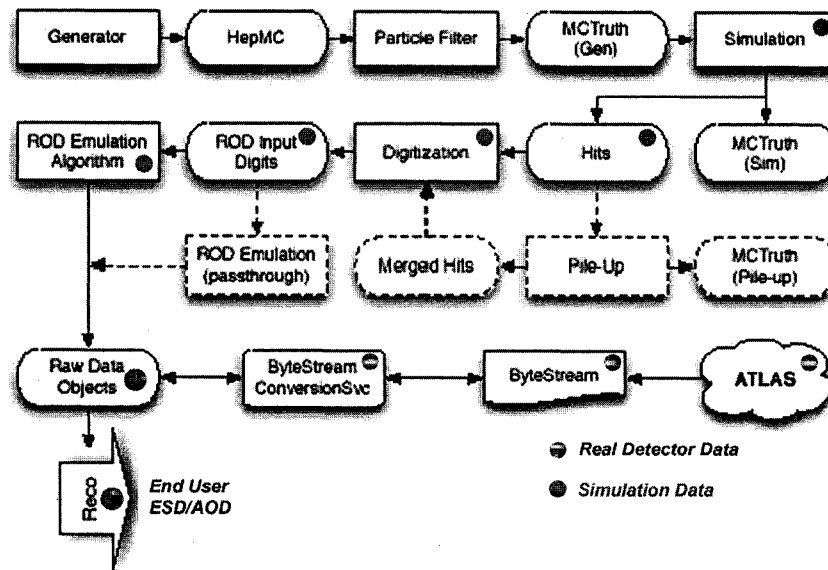 Generator
HepMC
Particle Filter
MCTruth
(Gen)
Simulation
ROD Emulation
Algorithm
ROD Input
Digits
Digitization
Hits
MCTruth
(Sim)
ROD Emulation
(passthrough)
Merged Hits
Pile-Up
MCTruth
(Pile-up)
Raw Data
Objects
ByteStream
ConversionSvc
ByteStream
ATLAS
Real Detector Data
Simulation Data
Reco
End User
ESD/AOD